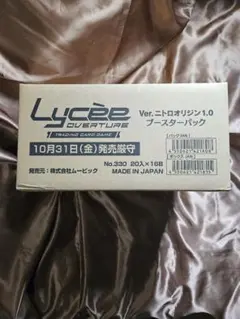 Lycèe
OVERTURE
TRADING CARD GAME
Ver. ニトロオリジン1.0
ブースターパック
10月31日(金)発売厳守
No.330 20入×16B
発売元:株式会社ムービック
MADE IN JAPAN